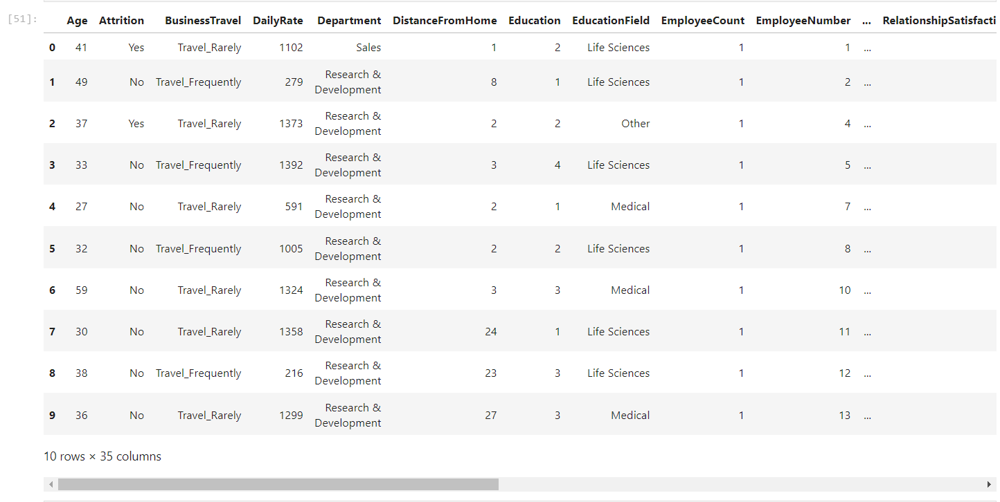 [51]:
Age Attrition BusinessTravel DailyRate Department DistanceFromHome Education EducationField EmployeeCount EmployeeNumber ... RelationshipSatisfacti
0 41 Yes Travel_Rarely 1102 Sales 1 2 Life Sciences 1 1 ...
1 49 No Travel_Frequently 279 Research & Development 8 1 Life Sciences 1 2 ...
2 37 Yes Travel_Rarely 1373 Research & Development 2 2 Other 1 4 ...
3 33 No Travel_Frequently 1392 Research & Development 3 4 Life Sciences 1 5 ...
4 27 No Travel_Rarely 591 Research & Development 2 1 Medical 1 7 ...
5 32 No Travel_Frequently 1005 Research & Development 2 2 Life Sciences 1 8 ...
6 59 No Travel_Rarely 1324 Research & Development 3 3 Medical 1 10 ...
7 30 No Travel_Rarely 1358 Research & Development 24 1 Life Sciences 1 11 ...
8 38 No Travel_Frequently 216 Research & Development 23 3 Life Sciences 1 12 ...
9 36 No Travel_Rarely 1299 Research & Development 27 3 Medical 1 13 ...
10 rows × 35 columns